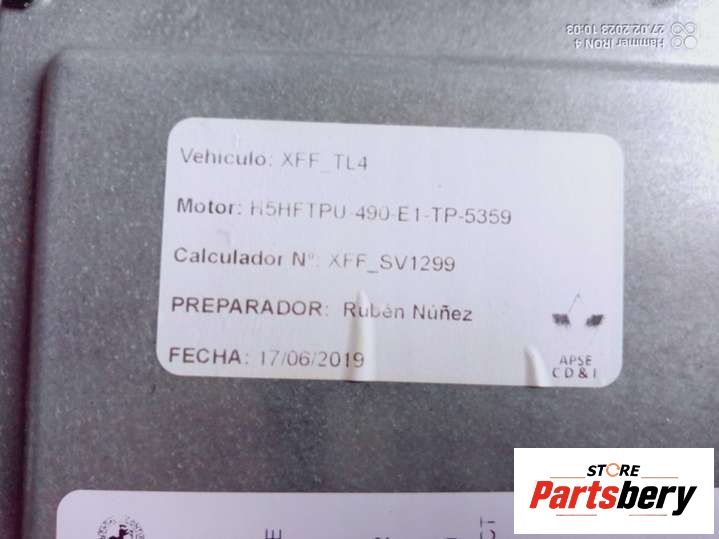 Hammer IRON 4
27.02.2023 10:03
Vehiculo: XFF_TL4
Motor: H5HFTPU-490-E1-TP-5359
Calculador Nº: XFF_SV1299
PREPARADOR: Rubén Núñez
FECHA: 17/06/2019
APSE
C D & I
STORE
Partsbery
CT